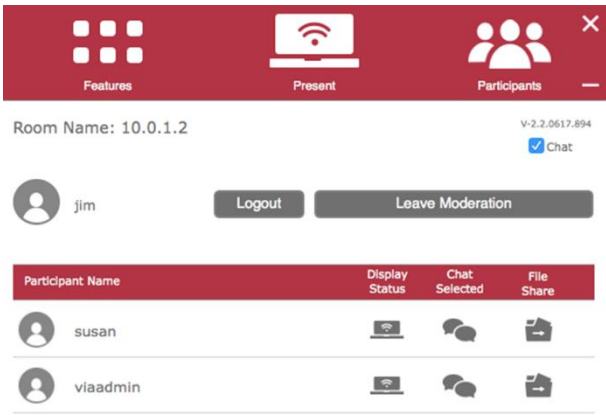 Features Present Participants
Room Name: 10.0.1.2
V-2.2.0617.894
Chat
jim Logout Leave Moderation
Participant Name Display Status Chat Selected File Share
susan
viaadmin